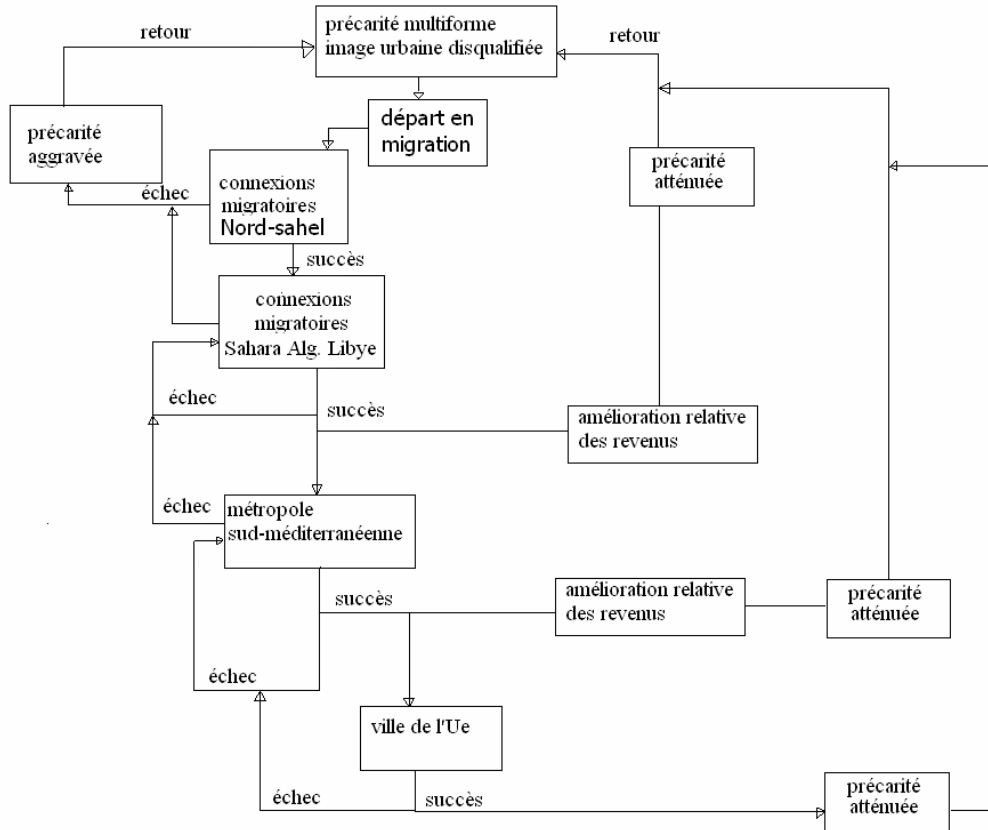 retour
précarité multiforme
image urbaine disqualifiée
retour
départ en
migration
précarité
aggravée
précarité
atténuée
échec
connexions
migratoires
Nord-sahel
succès
connexions
migratoires
Sahara Alg. Libye
échec
succès
amélioration relative
des revenus
échec
métropole
sud-méditerranéenne
succès
amélioration relative
des revenus
précarité
atténuée
échec
ville de l'Ue
échec
succès
précarité
atténuée